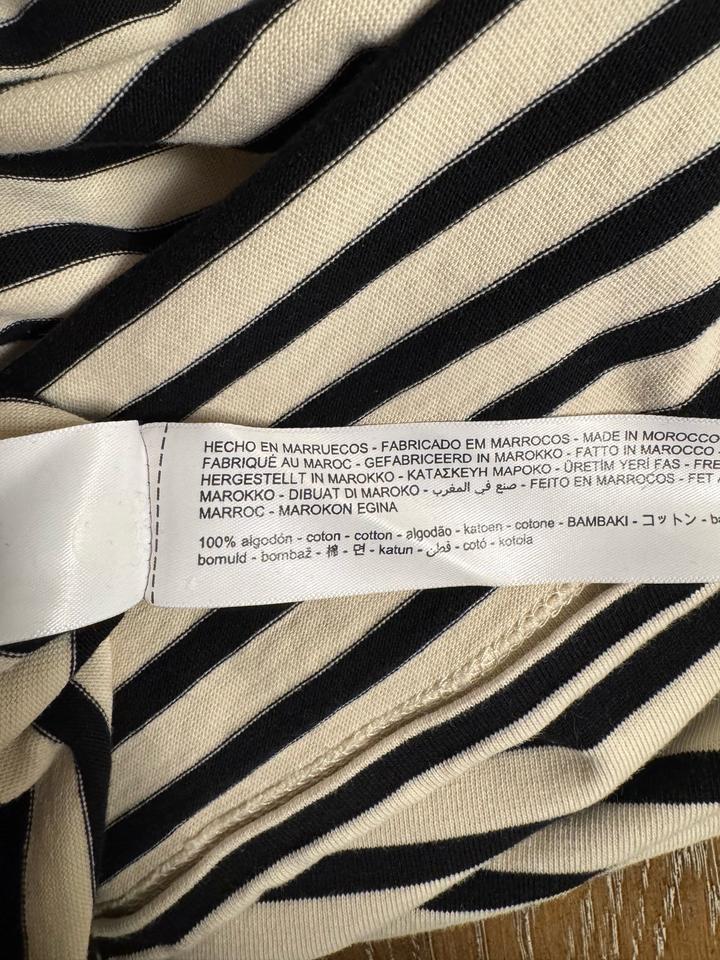 HECHO EN MARRUECOS - FABRICADO EM MARROCOS - MADE IN MOROCCO
FABRIQUÉ AU MAROC - GEFABRICEERD IN MAROKKO - FATTO IN MAROCCO -
HERGESTELLT IN MAROKKO - ΚΑΤΑΣΚΕΥΗ ΜΑΡΟΚΟ - ÜRETİM YERİ FAS -
MAROKKO - DIBUAT DI MAROKO - صنع في المغرب - FEITO EN MARROCOS - FET
MARROC - MAROKON EGINA
100% algodón - coton - cotton - algodão - katoen - cotone - BAMBAKI - コットン -
bomuld - bombaž - 棉 - 면 - katun - قطن - cotó - kotoia